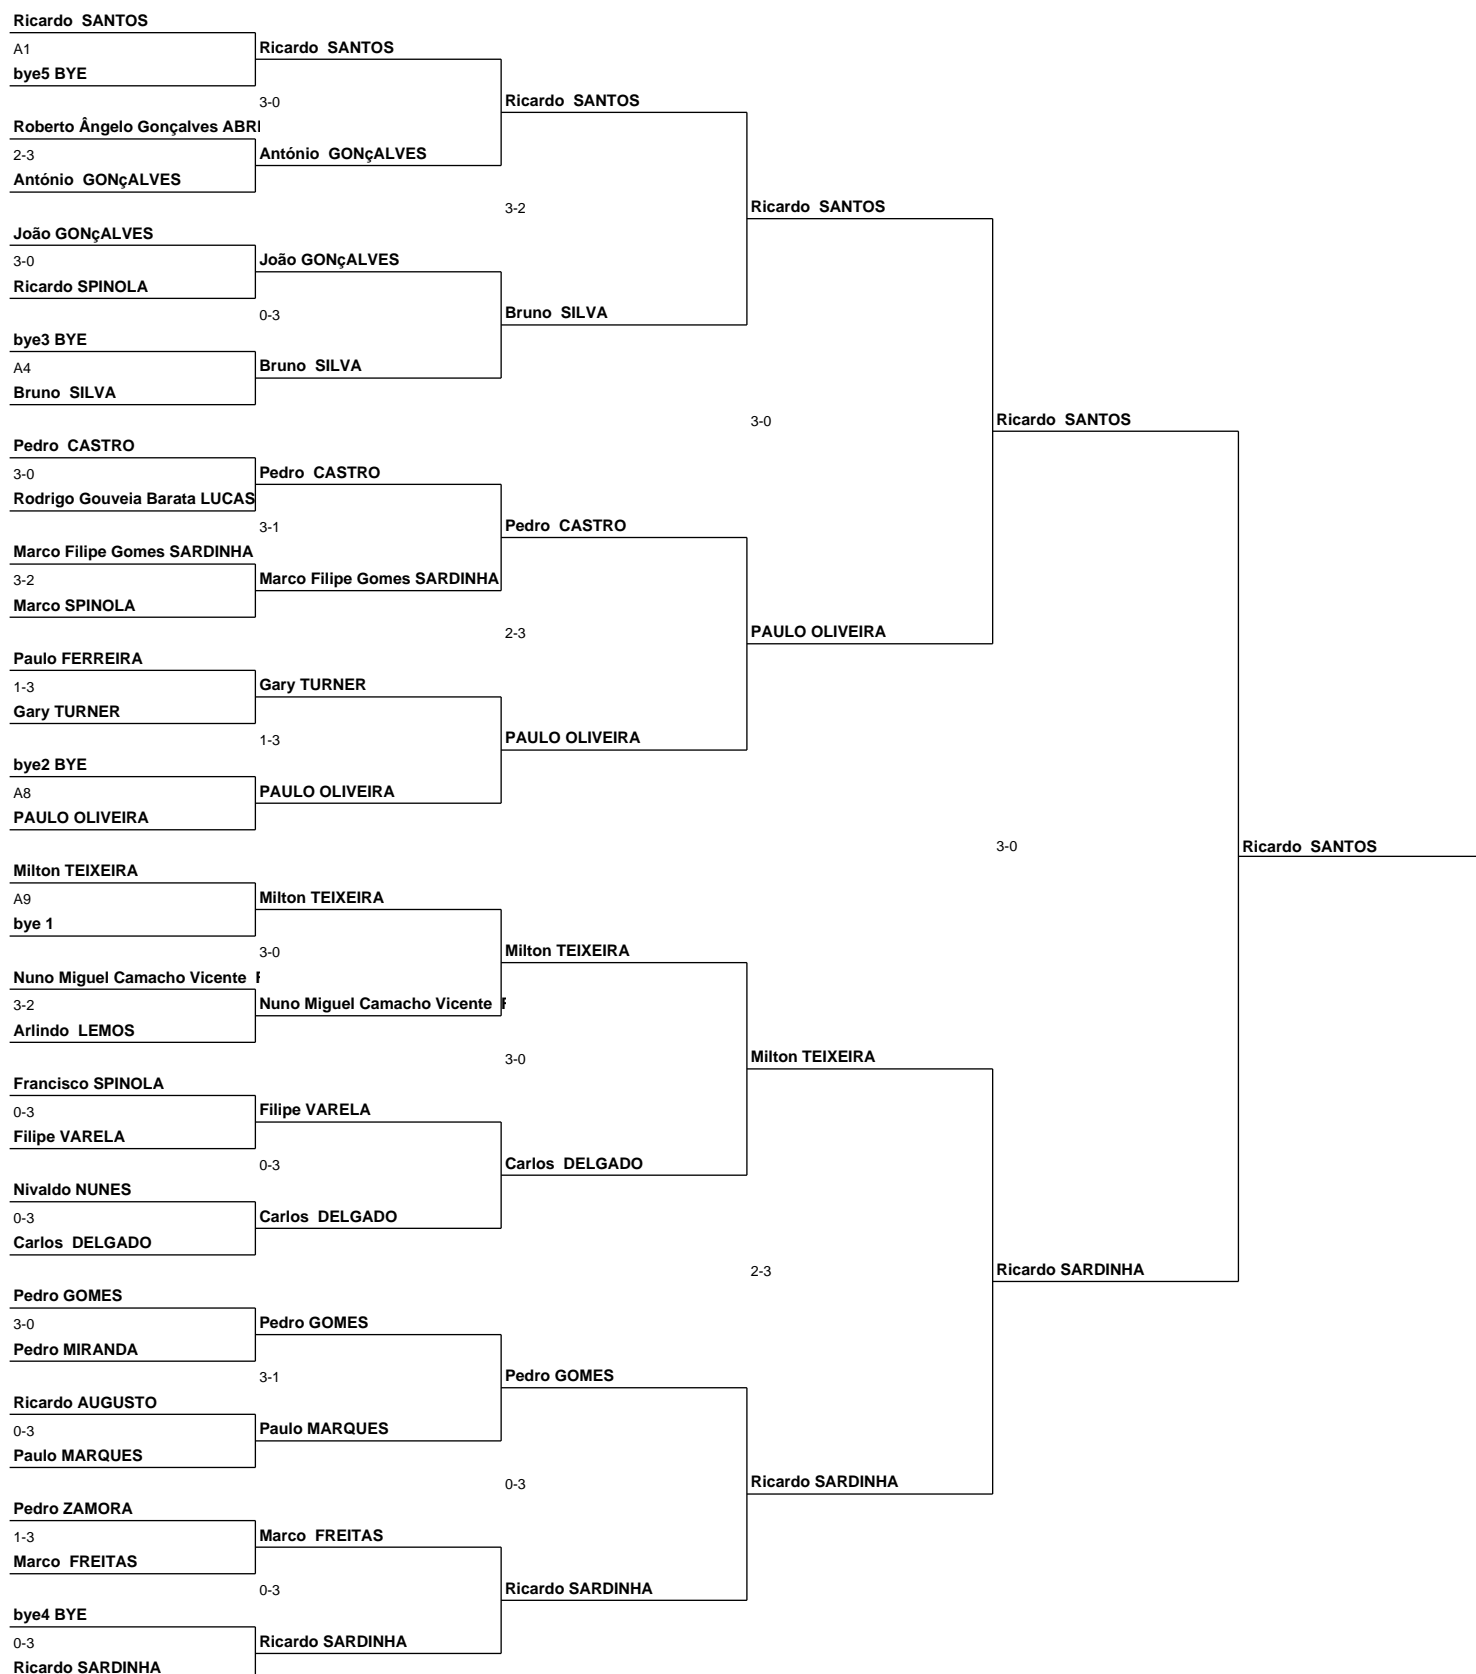 Ricardo  SANTOS
A1
Ricardo  SANTOS
bye5 BYE
3-0
Ricardo  SANTOS
Roberto Ângelo Gonçalves ABR
2-3
António  GONçALVES
António  GONçALVES
3-2
Ricardo  SANTOS
João GONçALVES
3-0
João GONçALVES
Ricardo SPINOLA
0-3
Bruno  SILVA
bye3 BYE
A4
Bruno  SILVA
Bruno  SILVA
3-0
Ricardo  SANTOS
Pedro  CASTRO
3-0
Pedro  CASTRO
Rodrigo Gouveia Barata LUCAS
3-1
Pedro  CASTRO
Marco Filipe Gomes SARDINHA
3-2
Marco Filipe Gomes SARDINHA
Marco SPINOLA
2-3
PAULO OLIVEIRA
Paulo FERREIRA
1-3
Gary TURNER
Gary TURNER
1-3
PAULO OLIVEIRA
bye2 BYE
A8
PAULO OLIVEIRA
PAULO OLIVEIRA
3-0
Ricardo  SANTOS
Milton TEIXEIRA
A9
Milton TEIXEIRA
bye 1
3-0
Milton TEIXEIRA
Nuno Miguel Camacho Vicente
3-2
Nuno Miguel Camacho Vicente
Arlindo  LEMOS
3-0
Milton TEIXEIRA
Francisco SPINOLA
0-3
Filipe VARELA
Filipe VARELA
0-3
Carlos  DELGADO
Nivaldo NUNES
0-3
Carlos  DELGADO
Carlos  DELGADO
2-3
Ricardo SARDINHA
Pedro GOMES
3-0
Pedro GOMES
Pedro MIRANDA
3-1
Pedro GOMES
Ricardo AUGUSTO
0-3
Paulo MARQUES
Paulo MARQUES
0-3
Ricardo SARDINHA
Pedro ZAMORA
1-3
Marco  FREITAS
Marco  FREITAS
0-3
Ricardo SARDINHA
bye4 BYE
0-3
Ricardo SARDINHA
Ricardo SARDINHA